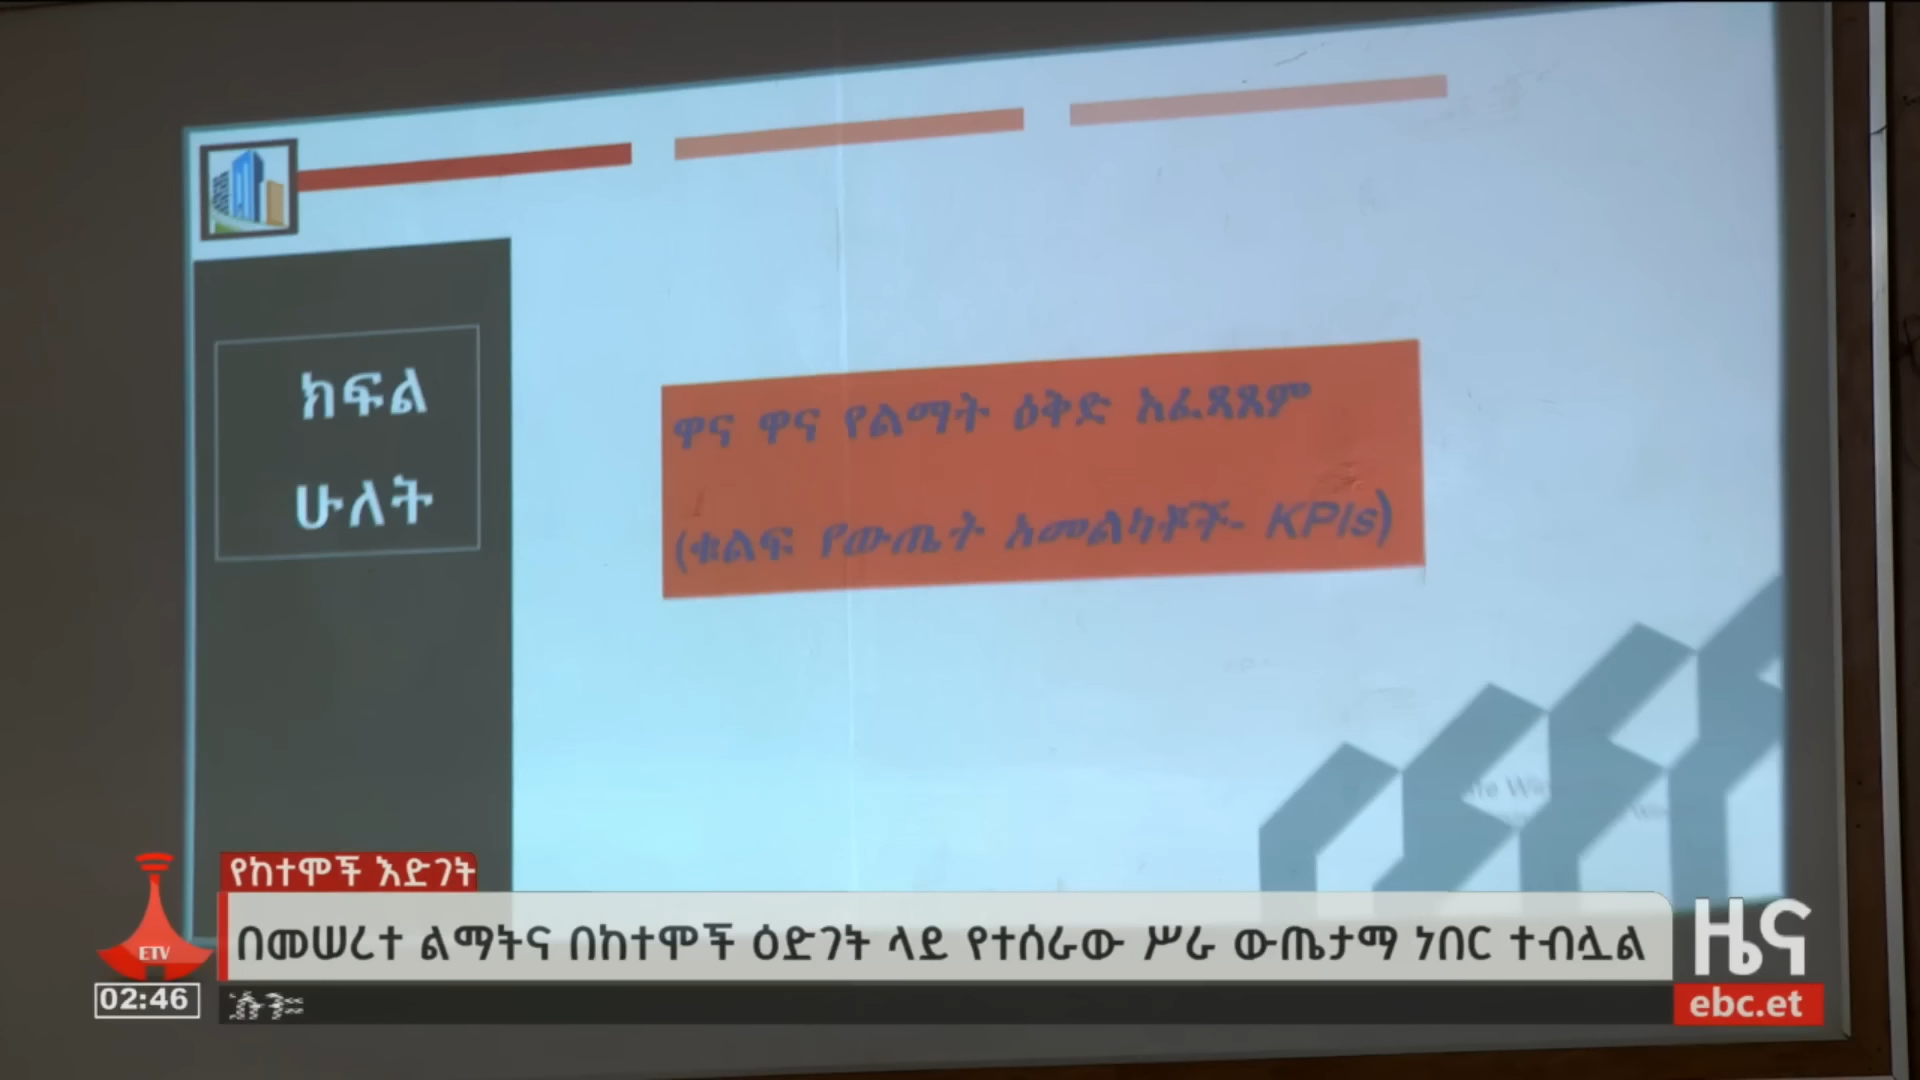 ክፍል
ሁለት
ዋና ዋና የልማት ዕቅድ አፈጻጸም
(ቁልፍ የውጤት አመልካቾች- KPIs)
የከተሞች እድገት
በመሠረተ ልማትና በከተሞች ዕድገት ላይ የተሰራው ሥራ ውጤታማ ነበር ተብሏል
ETV
02:46
ዜና
ebc.et